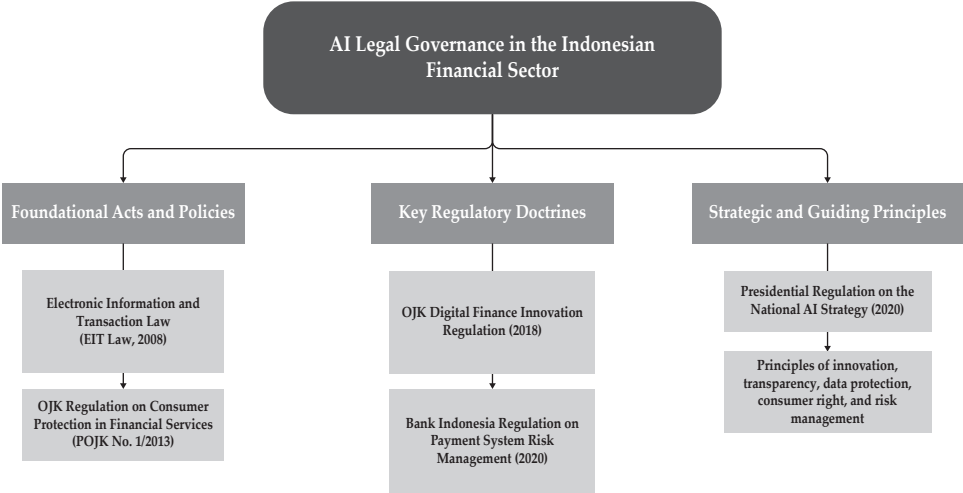 AI Legal Governance in the Indonesian
Financial Sector
Foundational Acts and Policies
Electronic Information and
Transaction Law
(EIT Law, 2008)
OJK Regulation on Consumer
Protection in Financial Services
(POJK No. 1/2013)
Key Regulatory Doctrines
OJK Digital Finance Innovation
Regulation (2018)
Bank Indonesia Regulation on
Payment System Risk
Management (2020)
Strategic and Guiding Principles
Presidential Regulation on the
National AI Strategy (2020)
Principles of innovation,
transparency, data protection,
consumer right, and risk
management